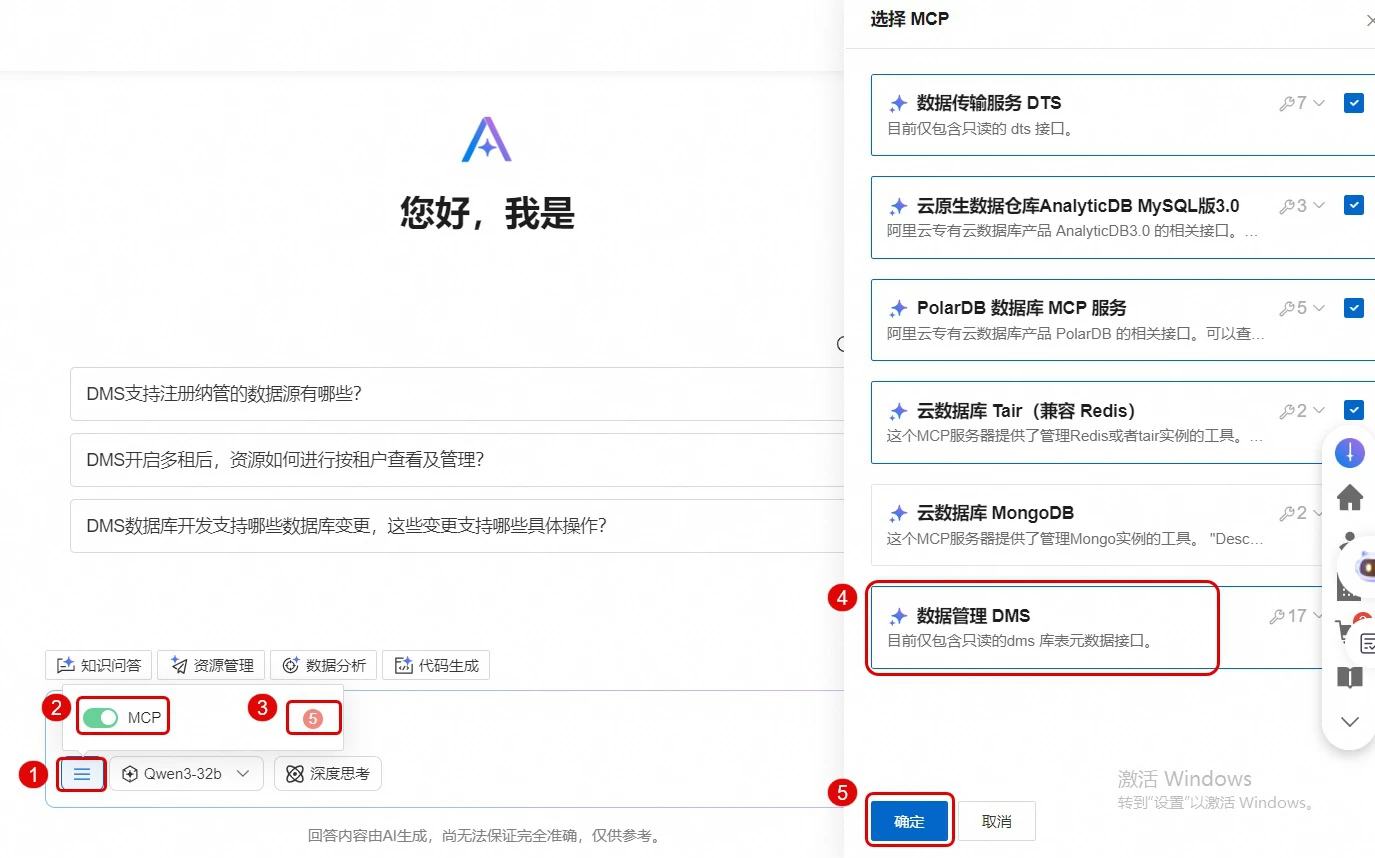 您好，我是
DMS支持注册纳管的数据源有哪些？
DMS开启多租后，资源如何进行按租户查看及管理？
DMS数据库开发支持哪些数据库变更，这些变更支持哪些具体操作？
知识问答 资源管理 数据分析 代码生成
2 MCP 3 5
1 Qwen3-32b 深度思考
回答内容由AI生成，尚无法保证完全准确，仅供参考。
选择 MCP
数据传输服务 DTS 7
目前仅包含只读的 dts 接口。
云原生数据仓库AnalyticDB MySQL版3.0 3
阿里云专有云数据库产品 AnalyticDB3.0 的相关接口。...
PolarDB 数据库 MCP 服务 5
阿里云专有云数据库产品 PolarDB 的相关接口。可以查...
云数据库 Tair（兼容 Redis） 2
这个MCP服务器提供了管理Redis或者tair实例的工具。...
云数据库 MongoDB 2
这个MCP服务器提供了管理Mongo实例的工具。 "Desc...
4
数据管理 DMS 17
目前仅包含只读的dms 库表元数据接口。
激活 Windows
转到“设置”以激活 Windows。
5
确定 取消